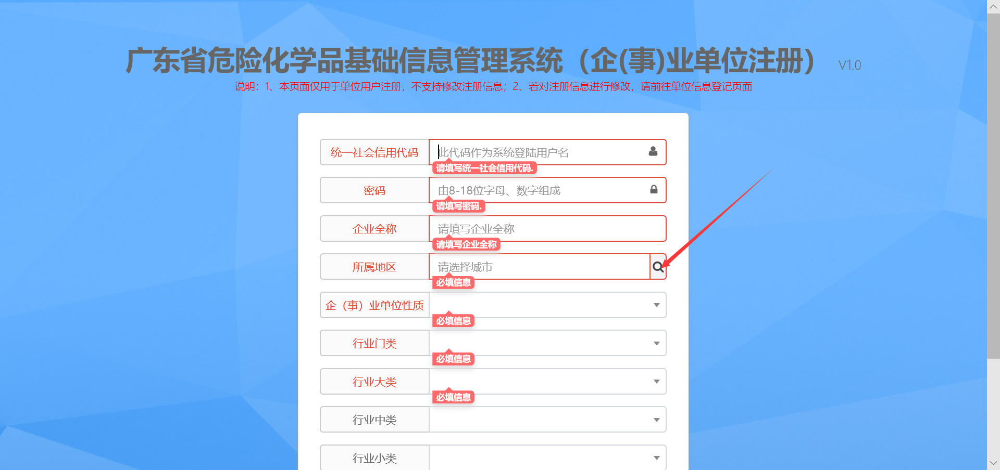 广东省危险化学品基础信息管理系统（企(事)业单位注册） V1.0
说明：1、本页面仅用于单位用户注册，不支持修改注册信息；2、若对注册信息进行修改，请前往单位信息登记页面
统一社会信用代码 此代码作为系统登陆用户名
请填写统一社会信用代码.
密码 由8-18位字母、数字组成
请填写密码.
企业全称 请填写企业全称
请填写企业全称
所属地区 请选择城市
必填信息
企（事）业单位性质
必填信息
行业门类
必填信息
行业大类
必填信息
行业中类
行业小类